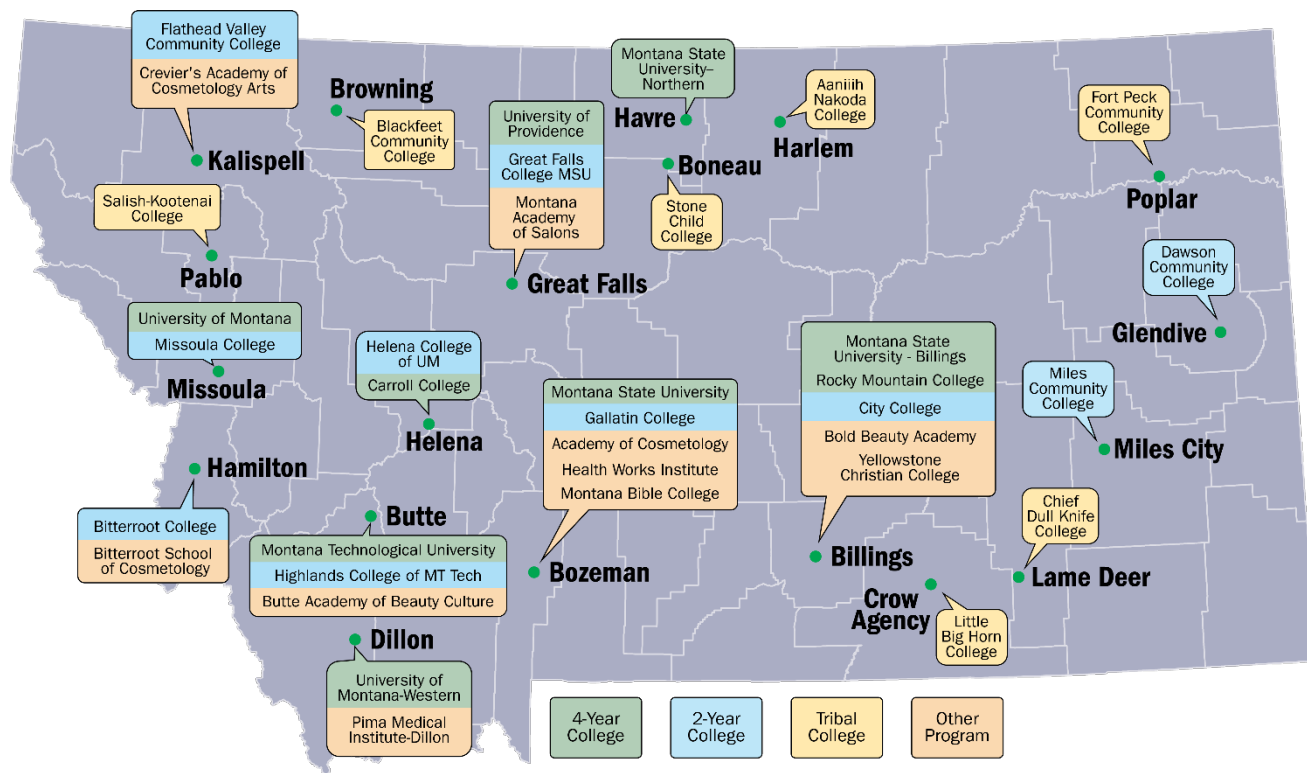 Flathead Valley
Community College
Crevier's Academy of
Cosmetology Arts
Kalispell
Browning
Blackfeet
Community
College
Montana State
University–
Northern
Havre
Aaniiih
Nakoda
College
Harlem
Fort Peck
Community
College
Poplar
University of
Providence
Great Falls
College MSU
Montana
Academy
of Salons
Great Falls
Boneau
Stone
Child
College
Salish-Kootenai
College
Pablo
Dawson
Community
College
Glendive
University of Montana
Missoula College
Missoula
Helena College
of UM
Carroll College
Helena
Montana State University
Gallatin College
Academy of Cosmetology
Health Works Institute
Montana Bible College
Bozeman
Montana State
University - Billings
Rocky Mountain College
City College
Bold Beauty Academy
Yellowstone
Christian College
Billings
Miles
Community
College
Miles City
Hamilton
Bitterroot College
Bitterroot School
of Cosmetology
Butte
Montana Technological University
Highlands College of MT Tech
Butte Academy of Beauty Culture
Chief
Dull Knife
College
Lame Deer
Crow
Agency
Little
Big Horn
College
Dillon
University of
Montana-Western
Pima Medical
Institute-Dillon
4-Year
College
2-Year
College
Tribal
College
Other
Program